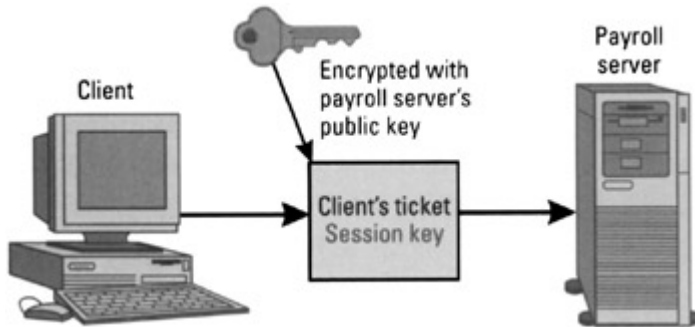 Client
Encrypted with
payroll server's
public key
Payroll
server
Client's ticket
Session key